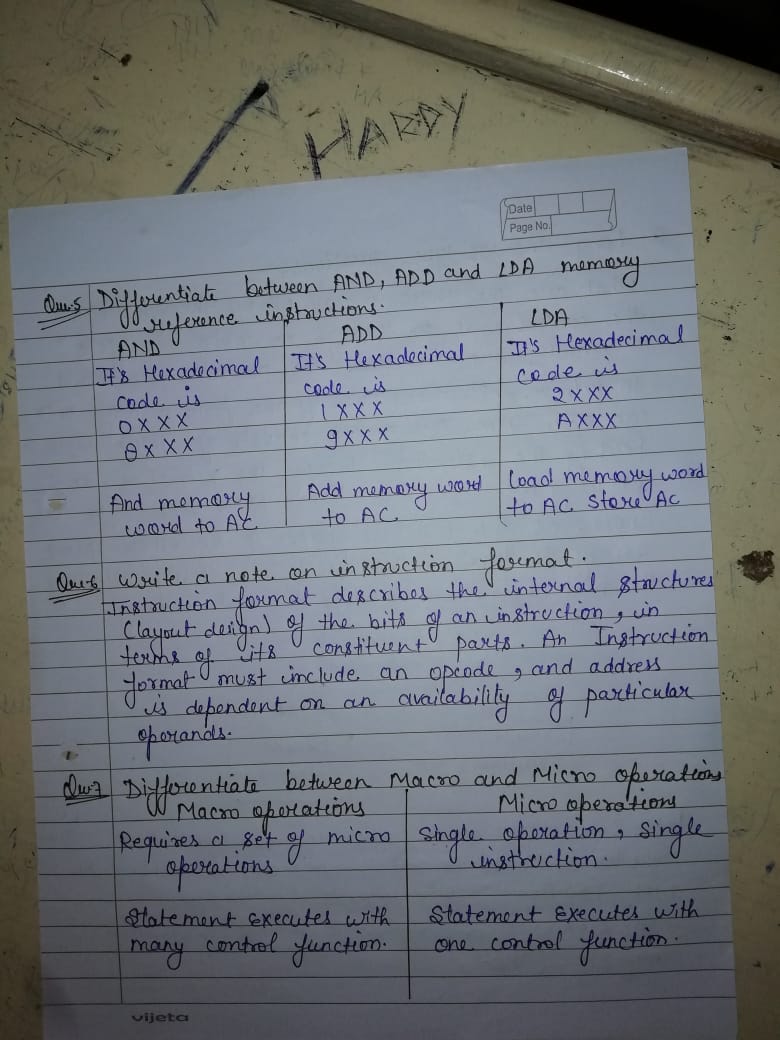 HARDY
Date
Page No.
Que.5 Differentiate between AND, ADD and LDA memory
reference instructions.
AND
It's Hexadecimal
code is
0XXX
8XXX
And memory
word to AC
ADD
It's Hexadecimal
code is
1XXX
9XXX
Add memory word
to AC
LDA
It's Hexadecimal
code is
2XXX
AXXX
Load memory word
to AC Store AC
Que.6 Write a note on instruction format.
Instruction format describes the internal structures
(layout design) of the bits of an instruction, in
terms of its constituent parts. An Instruction
format must include an opcode, and address
is dependent on an availability of particular
operands.
Que.7 Differentiate between Macro and Micro operations
Macro operations
Requires a set of micro
operations
Statement executes with
many control function.
Micro operations
Single operation, Single
instruction.
Statement Executes with
one control function.
vijeta